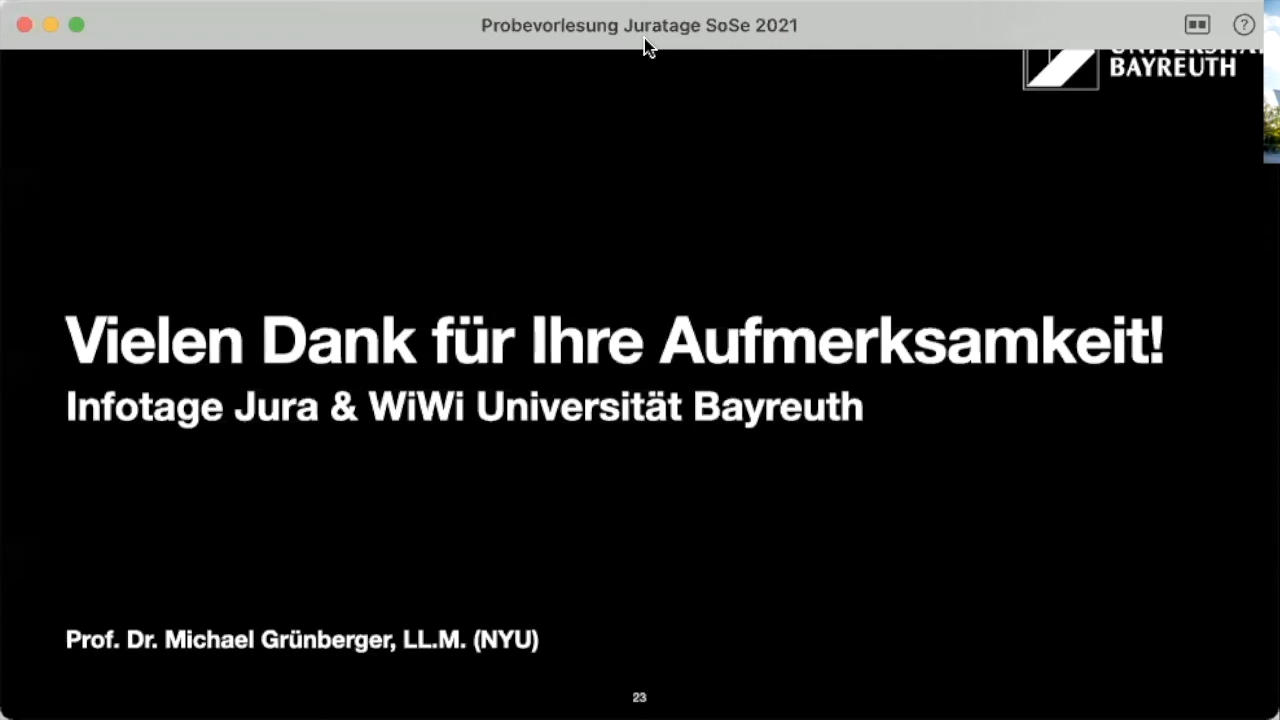 Probevorlesung Juratage SoSe 2021
BAYREUTH
Vielen Dank für Ihre Aufmerksamkeit!
Infotage Jura & WiWi Universität Bayreuth
Prof. Dr. Michael Grünberger, LL.M. (NYU)
23